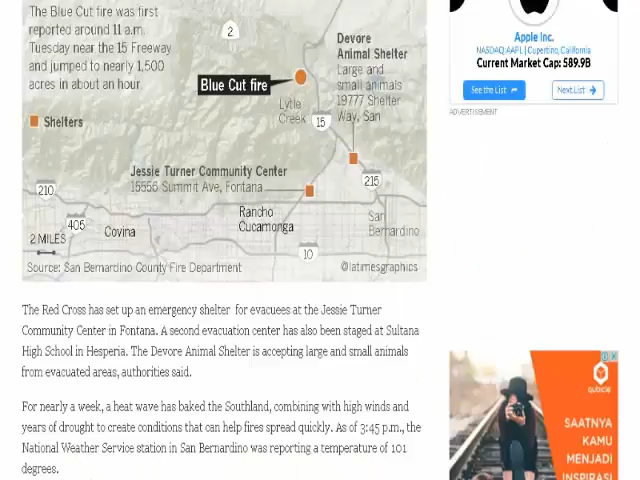 The Blue Cut fire was first
reported around 11 a.m.
Tuesday near the 15 Freeway
and jumped to nearly 1,500
acres in about an hour.
2
Devore
Animal Shelter
Large and
small animals
19777 Shelter
Way, San
Blue Cut fire
Lytle
Creek
15
Shelters
Jessie Turner Community Center
15556 Summit Ave, Fontana
215
210
405
Covina
Rancho
Cucamonga
San
Bernardino
2 MILES
10
Source: San Bernardino County Fire Department
@latimesgraphics
The Red Cross has set up an emergency shelter for evacuees at the Jessie Turner
Community Center in Fontana. A second evacuation center has also been staged at Sultana
High School in Hesperia. The Devore Animal Shelter is accepting large and small animals
from evacuated areas, authorities said.
For nearly a week, a heat wave has baked the Southland, combining with high winds and
years of drought to create conditions that can help fires spread quickly. As of 3:45 p.m., the
National Weather Service station in San Bernardino was reporting a temperature of 101
degrees.
Apple Inc.
NASDAQ:AAPL | Cupertino, California
Current Market Cap: 589.9B
See the List
Next List
ADVERTISEMENT
qubicle
SAATNYA
KAMU
MENJADI
INSPIRASI